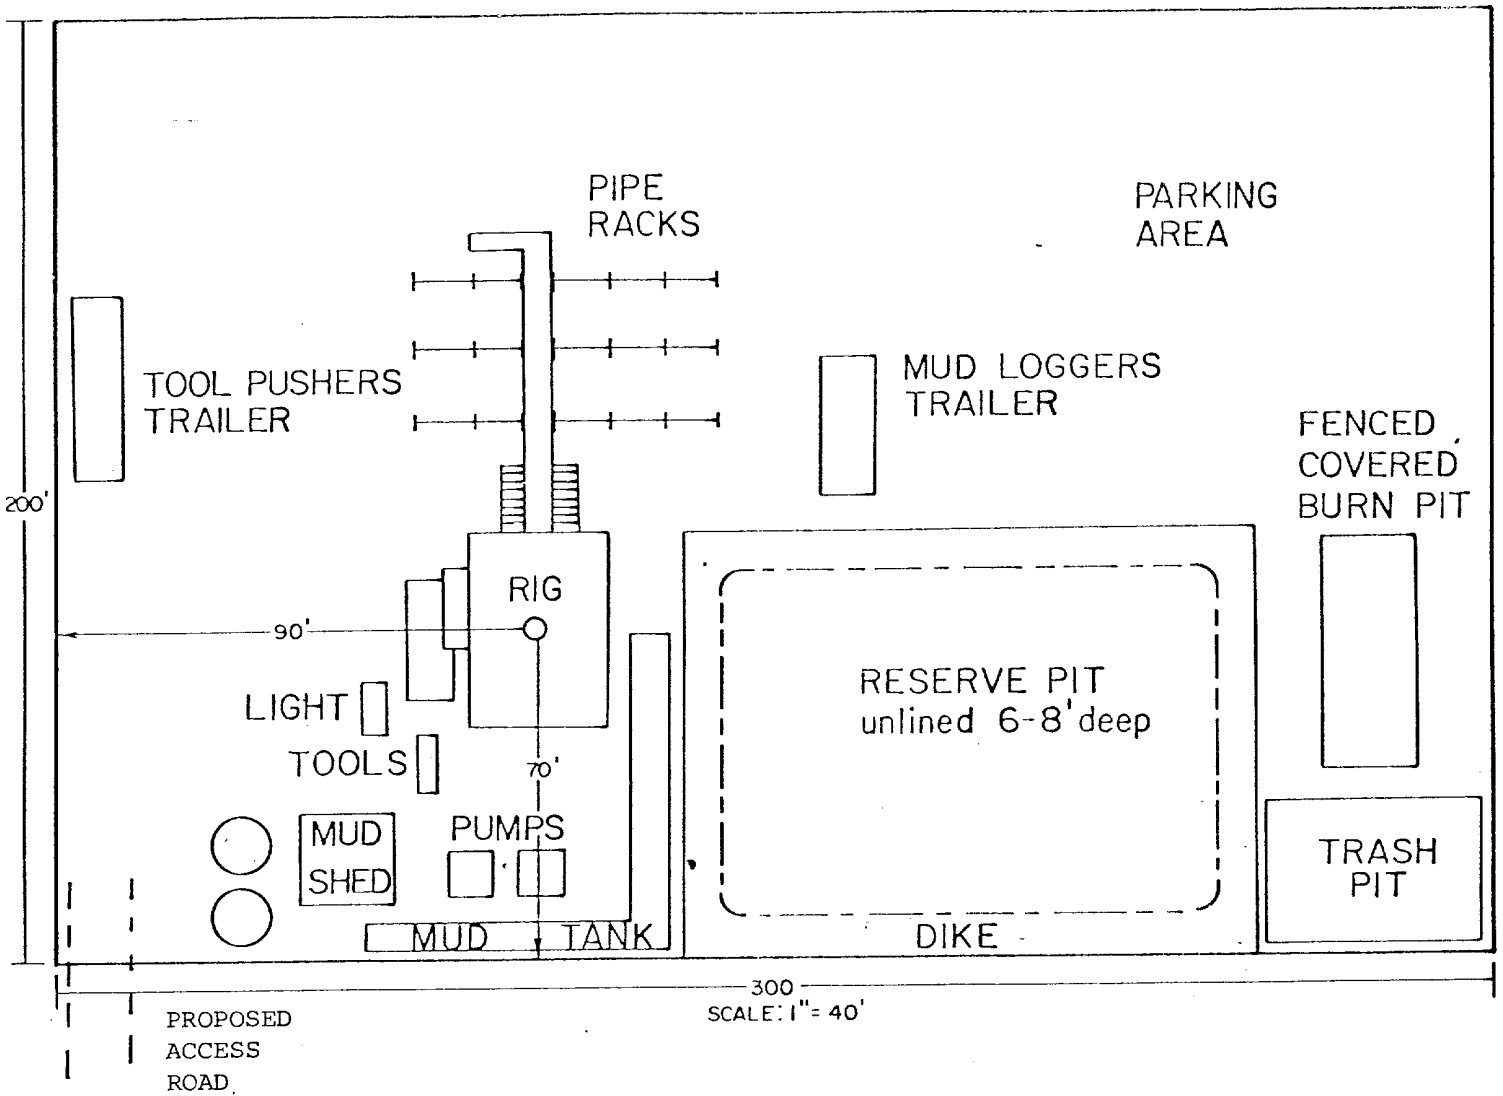 PIPE
RACKS
PARKING
AREA
TOOL PUSHERS
TRAILER
MUD LOGGERS
TRAILER
FENCED
COVERED
BURN PIT
200'
RIG
90'
RESERVE PIT
unlined 6-8' deep
LIGHT
TOOLS
70'
MUD
SHED
PUMPS
TRASH
PIT
MUD TANK
DIKE
300
SCALE: 1" = 40'
PROPOSED
ACCESS
ROAD